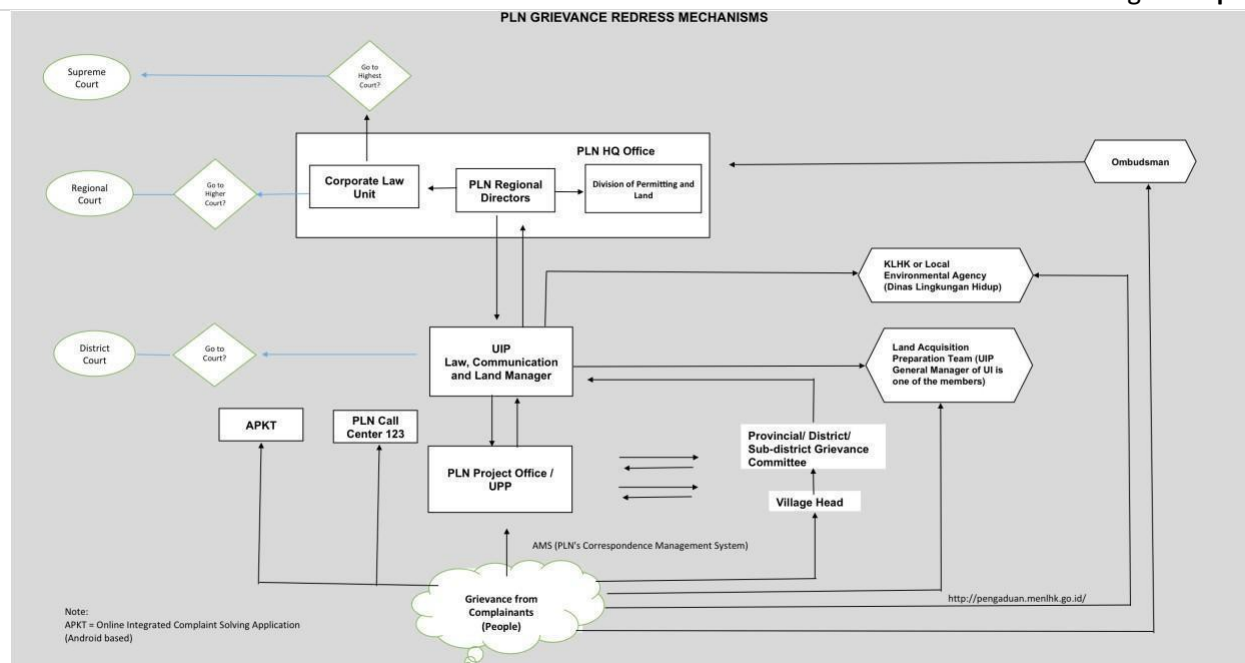 PLN GRIEVANCE REDRESS MECHANISMS
Supreme
Court
Go to
Highest
Court?
PLN HQ Office
Ombudsman
Regional
Court
Go to
Higher
Court?
Corporate Law
Unit
PLN Regional
Directors
Division of Permitting and
Land
KLHK or Local
Environmental Agency
(Dinas Lingkungan Hidup)
District
Court
Go to
Court?
UIP
Law, Communication
and Land Manager
Land Acquisition
Preparation Team (UIP
General Manager of UI is
one of the members)
APKT
PLN Call
Center 123
Provincial/ District/
Sub-district Grievance
Committee
PLN Project Office /
UPP
Village Head
AMS (PLN's Correspondence Management System)
Grievance from
Complainants
(People)
http://pengaduan.menlhk.go.id/
Note:
APKT = Online Integrated Complaint Solving Application
(Android based)